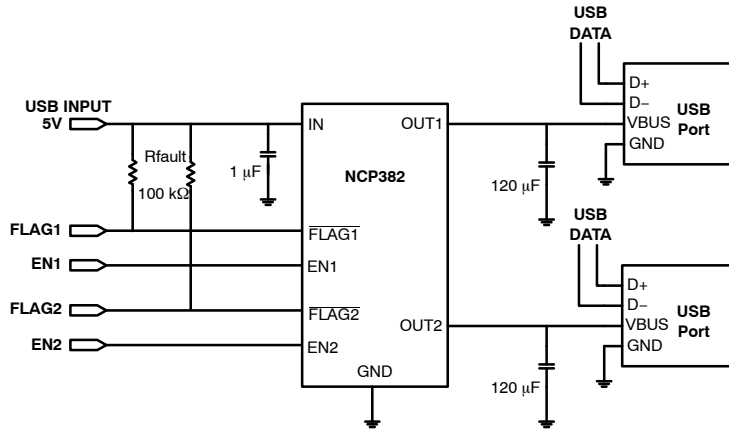 USB
DATA
D+
D−
VBUS
GND
USB
Port
USB INPUT
5V
Rfault
100 kΩ
1 μF
IN
OUT1
NCP382
120 μF
FLAG1
FLAG1
EN1
EN1
FLAG2
FLAG2
EN2
EN2
OUT2
GND
120 μF
USB
DATA
D+
D−
VBUS
GND
USB
Port